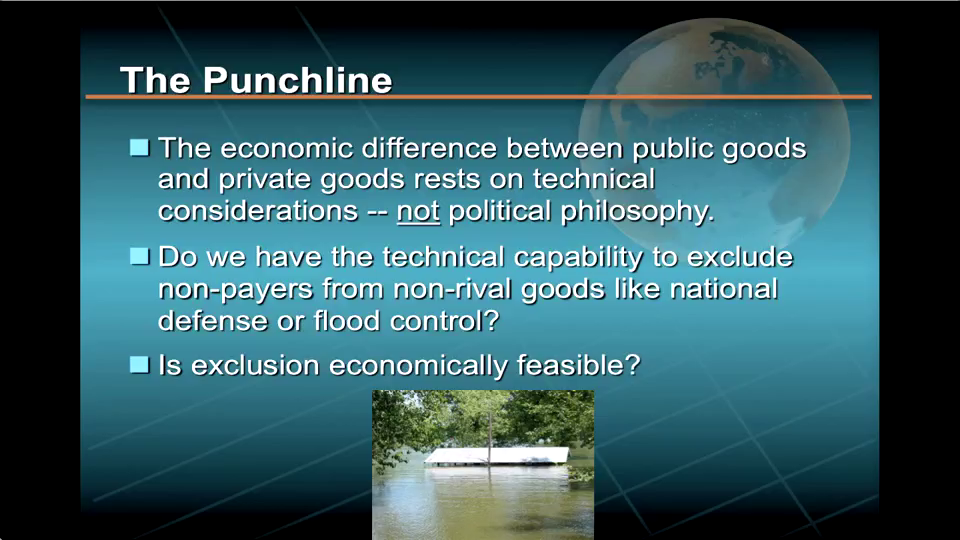 The Punchline
The economic difference between public goods
and private goods rests on technical
considerations -- not political philosophy.
Do we have the technical capability to exclude
non-payers from non-rival goods like national
defense or flood control?
Is exclusion economically feasible?